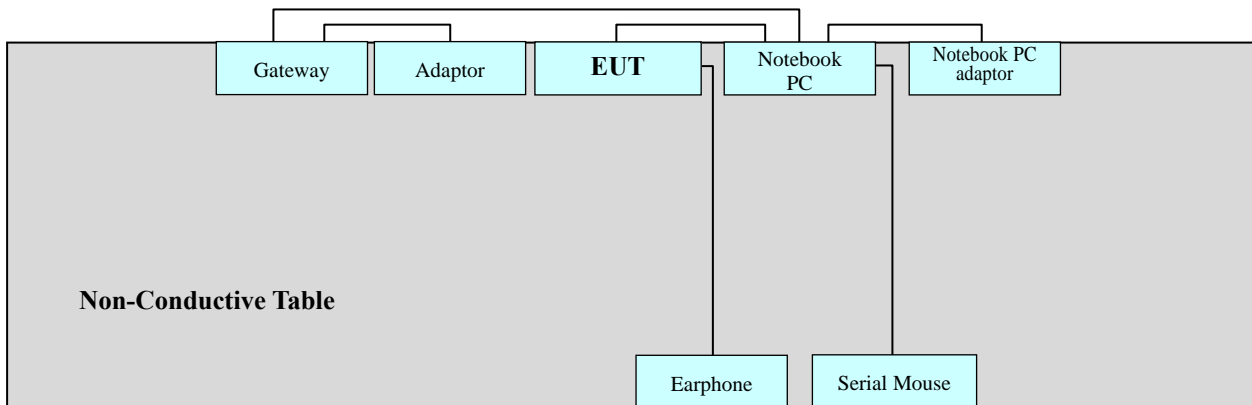 Gateway
Adaptor
EUT
Notebook
PC
Notebook PC
adaptor
Non-Conductive Table
Earphone
Serial Mouse